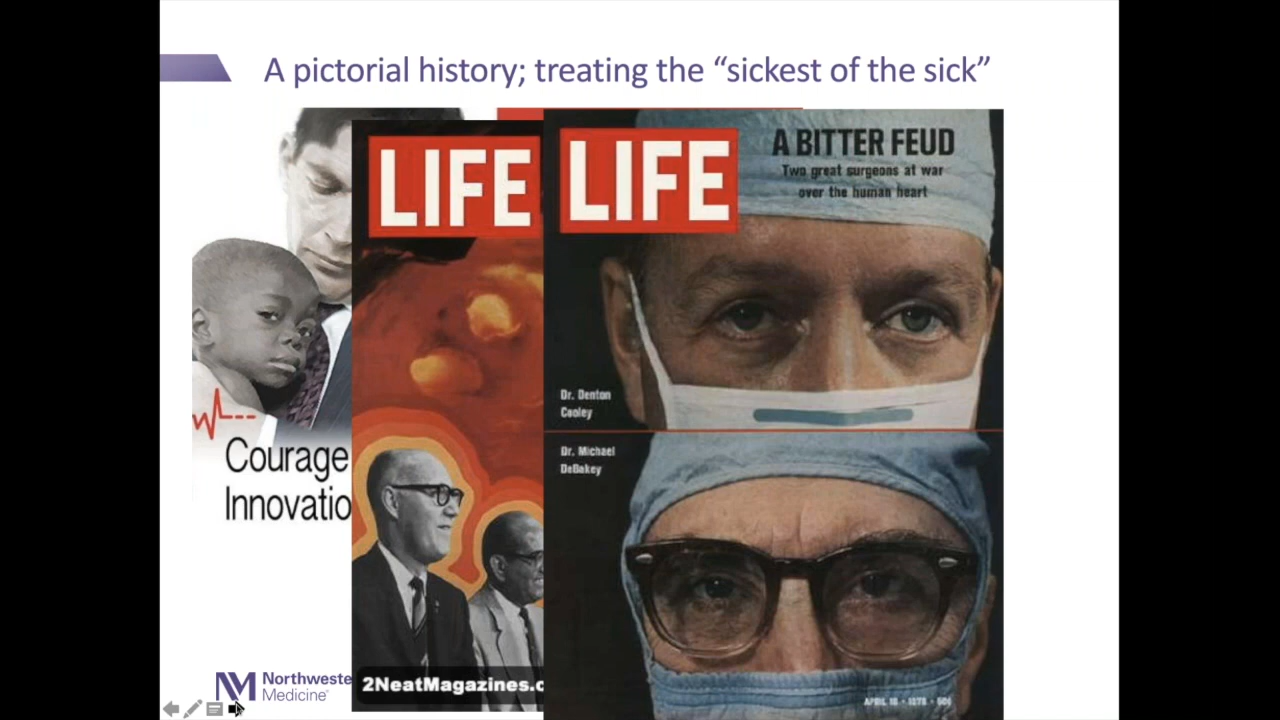 A pictorial history; treating the “sickest of the sick”
LIFE
LIFE
A BITTER FEUD
Two great surgeons at war
over the human heart
Dr. Denton
Cooley
Dr. Michael
DeBakey
Courage
Innovatio
Northweste
Medicine
2NeatMagazines.c
APRIL